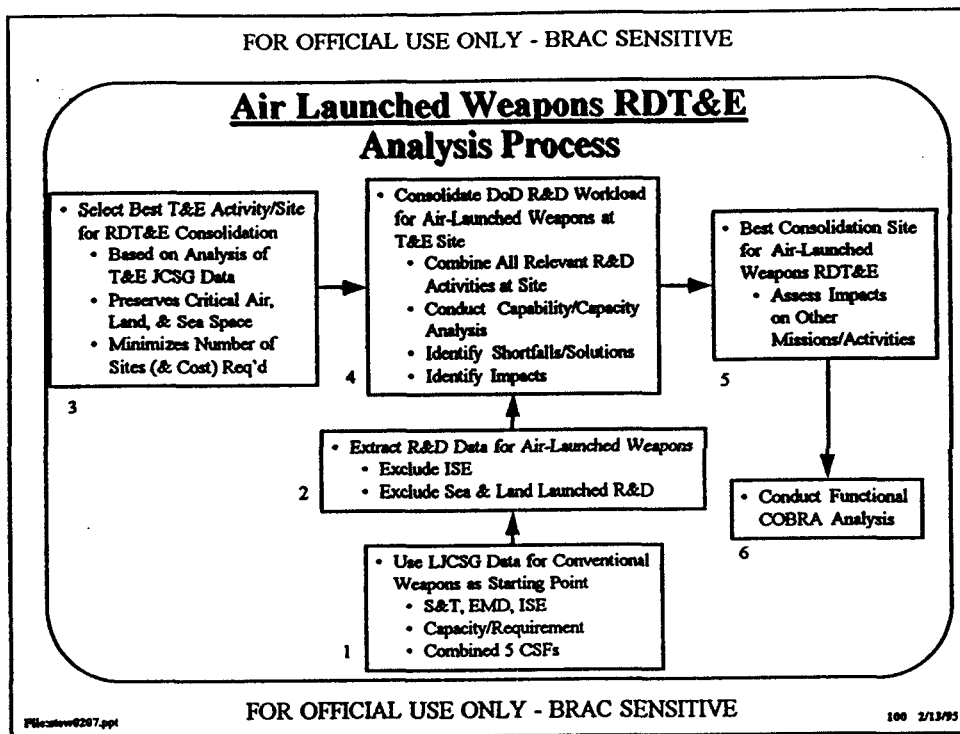 FOR OFFICIAL USE ONLY - BRAC SENSITIVE
Air Launched Weapons RDT&E
Analysis Process
• Select Best T&E Activity/Site
for RDT&E Consolidation
• Based on Analysis of
T&E JCSG Data
• Preserves Critical Air,
Land, & Sea Space
• Minimizes Number of
Sites (& Cost) Req'd
3
• Consolidate DoD R&D Workload
for Air-Launched Weapons at
T&E Site
• Combine All Relevant R&D
Activities at Site
• Conduct Capability/Capacity
Analysis
• Identify Shortfalls/Solutions
• Identify Impacts
4
• Best Consolidation Site
for Air-Launched
Weapons RDT&E
• Assess Impacts
on Other
Missions/Activities
5
• Extract R&D Data for Air-Launched Weapons
• Exclude ISE
• Exclude Sea & Land Launched R&D
2
• Conduct Functional
COBRA Analysis
6
• Use LJCSG Data for Conventional
Weapons as Starting Point
• S&T, EMD, ISE
• Capacity/Requirement
• Combined 5 CSFs
1
FOR OFFICIAL USE ONLY - BRAC SENSITIVE
100 2/13/95